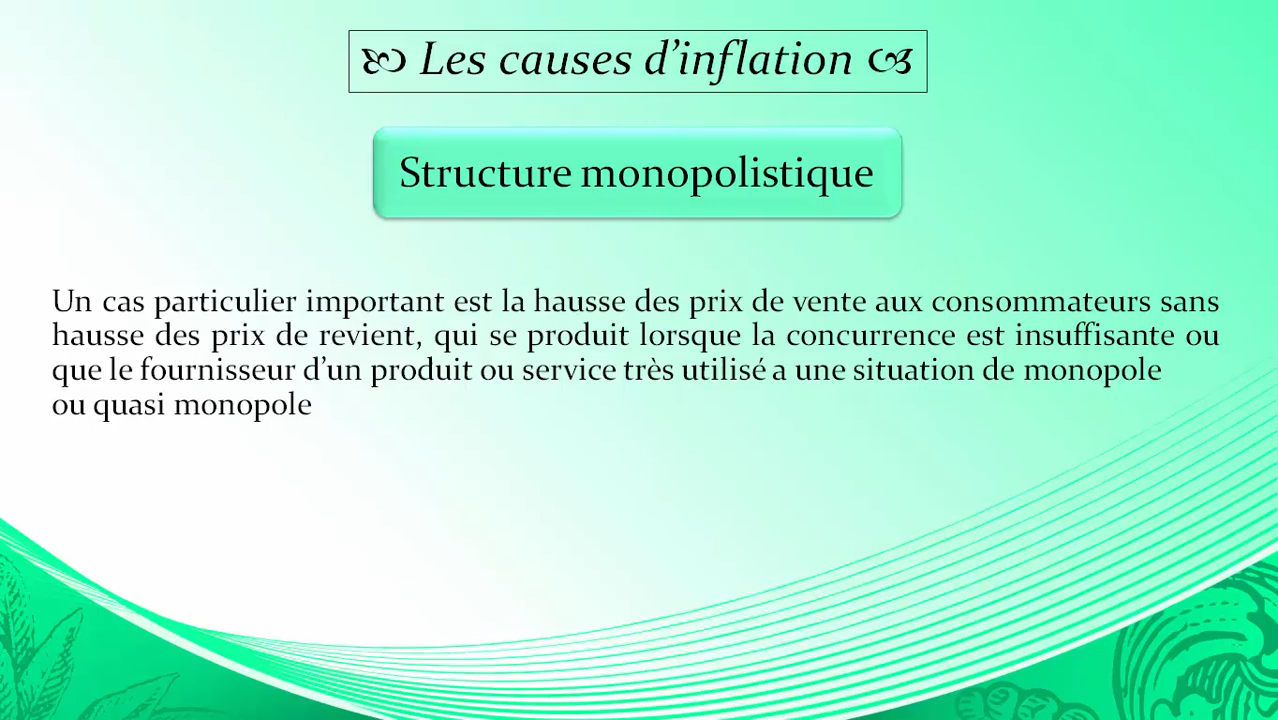 Les causes d’inflation
Structure monopolistique
Un cas particulier important est la hausse des prix de vente aux consommateurs sans
hausse des prix de revient, qui se produit lorsque la concurrence est insuffisante ou
que le fournisseur d’un produit ou service très utilisé a une situation de monopole
ou quasi monopole